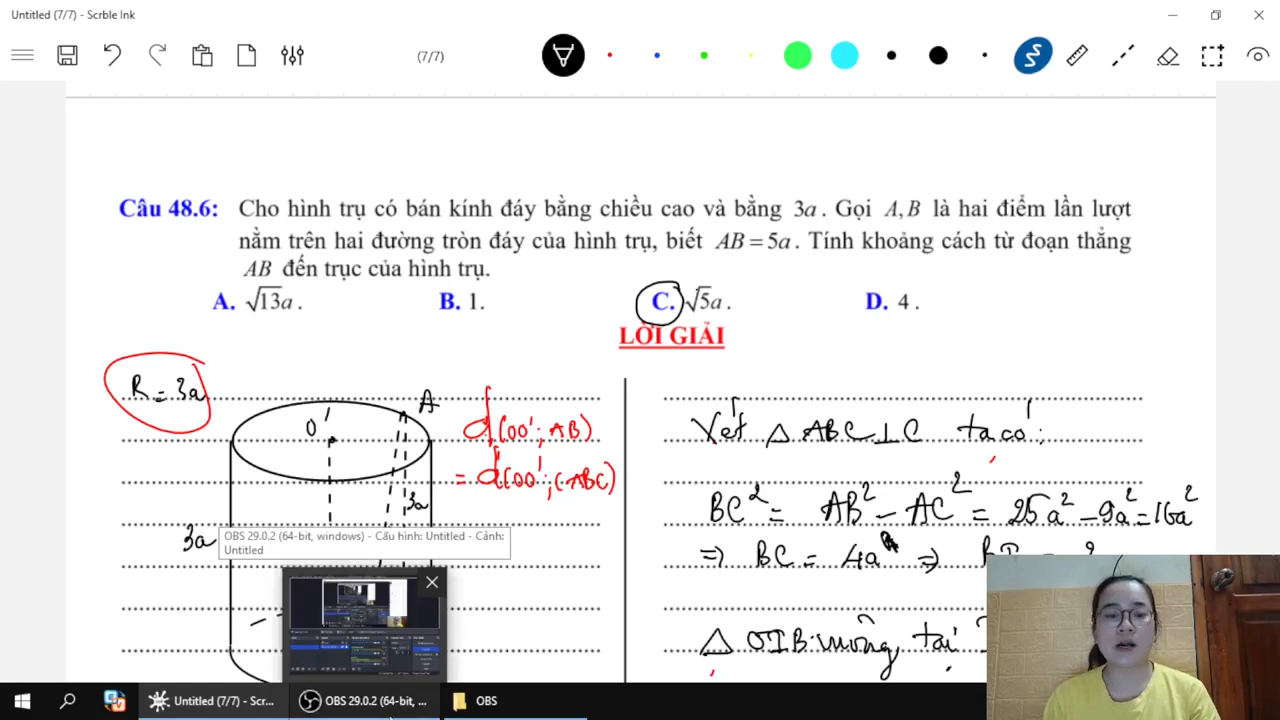 Untitled (7/7) - Scrble Ink
(7/7)
Câu 48.6: Cho hình trụ có bán kính đáy bằng chiều cao và bằng 3a. Gọi A, B là hai điểm lần lượt
nằm trên hai đường tròn đáy của hình trụ, biết AB = 5a. Tính khoảng cách từ đoạn thẳng
AB đến trục của hình trụ.
A. √13a. B. 1. C. √5a. D. 4.
LỜI GIẢI
R = 3a
O'
A
d(OO'; AB)
= d(OO'; (ABC)
3a
3a
Xét △ABC ⊥ C ta có:
BC² = AB² - AC² = 25a² - 9a² = 16a²
⇒ BC = 4a ⇒
△ OIB vuông tại
OBS 29.0.2 (64-bit, windows) - Cấu hình: Untitled - Cảnh:
Untitled
Untitled (7/7) - Scr...
OBS 29.0.2 (64-bit, ...
OBS